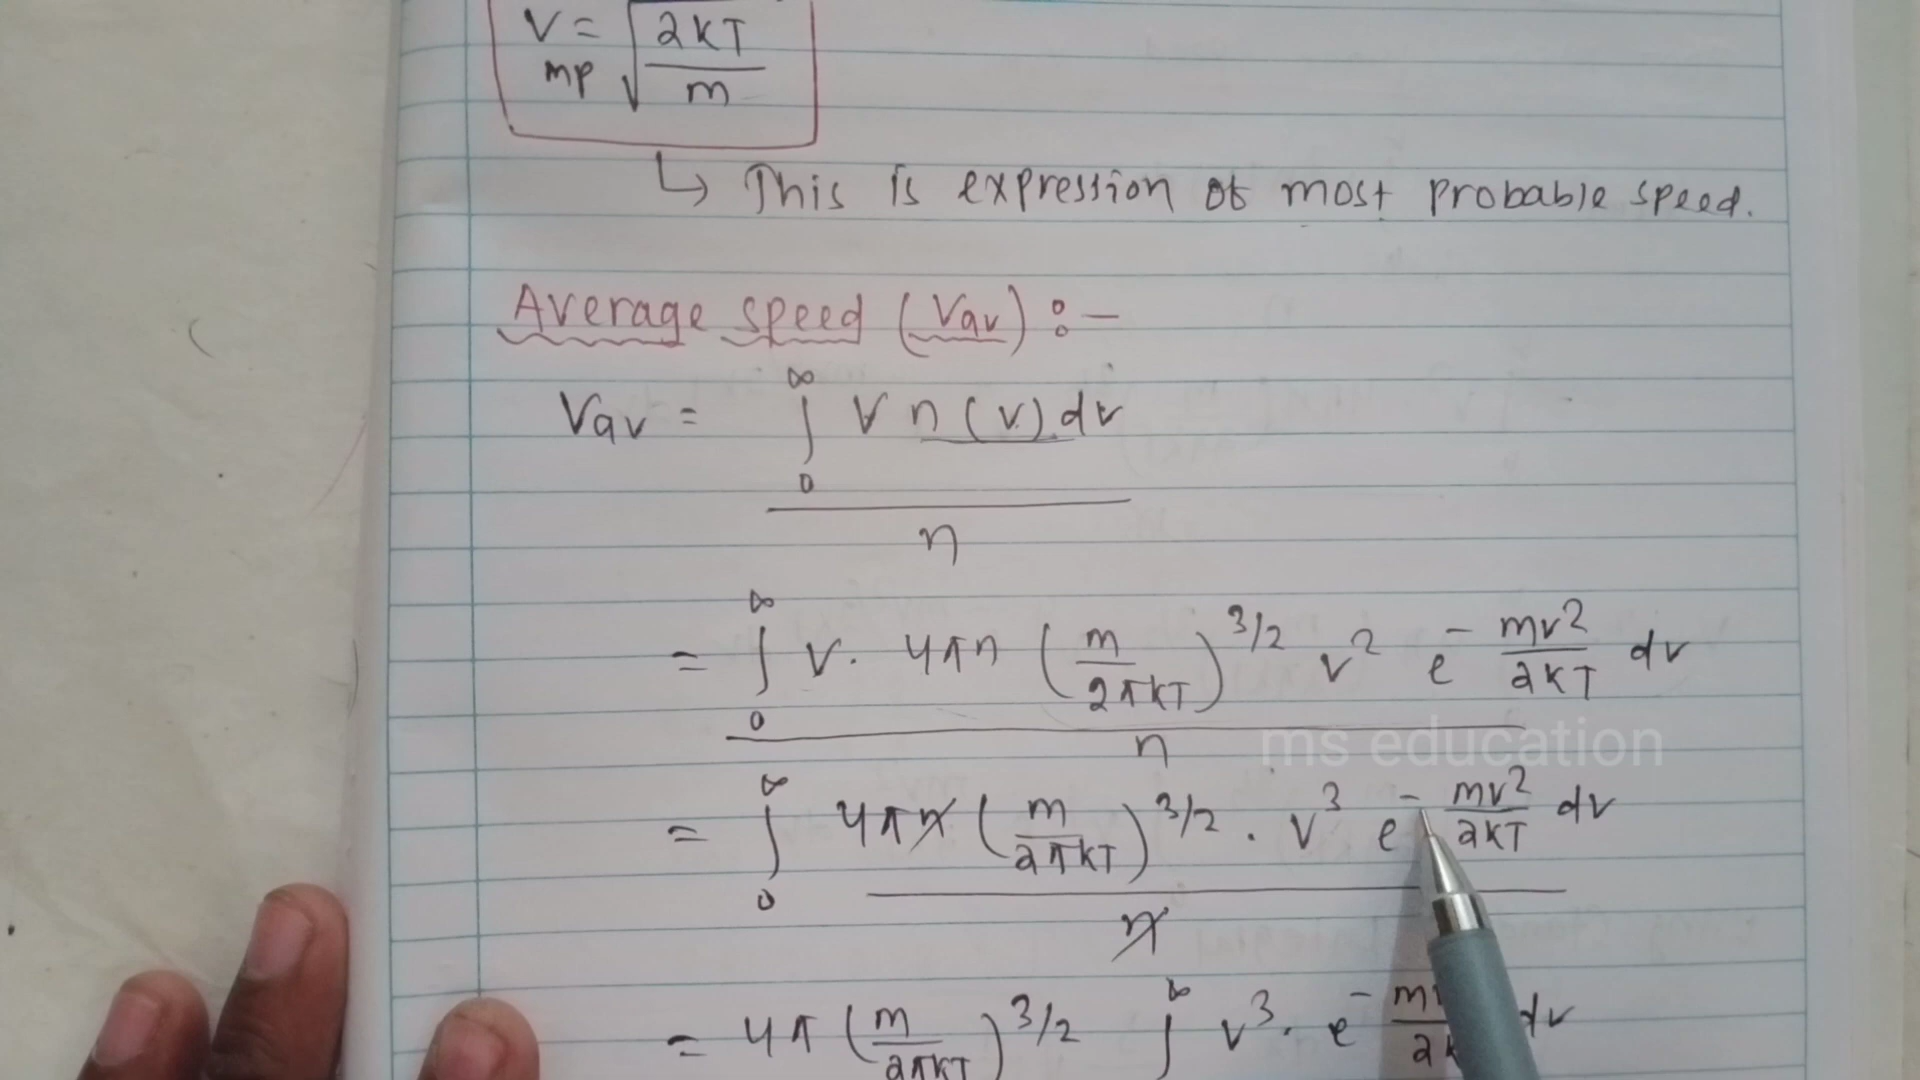 V = √(2KT/m)
mp
↳ This is expression of most probable speed.
Average speed (Vav) :-
Vav = ∫₀^∞ V n(v) dv
n
= ∫₀^∞ V. 4πn (m/2πKT)^3/2 v² e^-mv²/2KT dv
n
ms education
= ∫₀^∞ 4πn (m/2πKT)^3/2 . v³ e^-mv²/2KT dv
n
= 4π (m/2πKT)^3/2 ∫^∞ v³. e^- dv